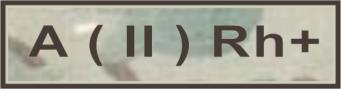 A ( II ) Rh+